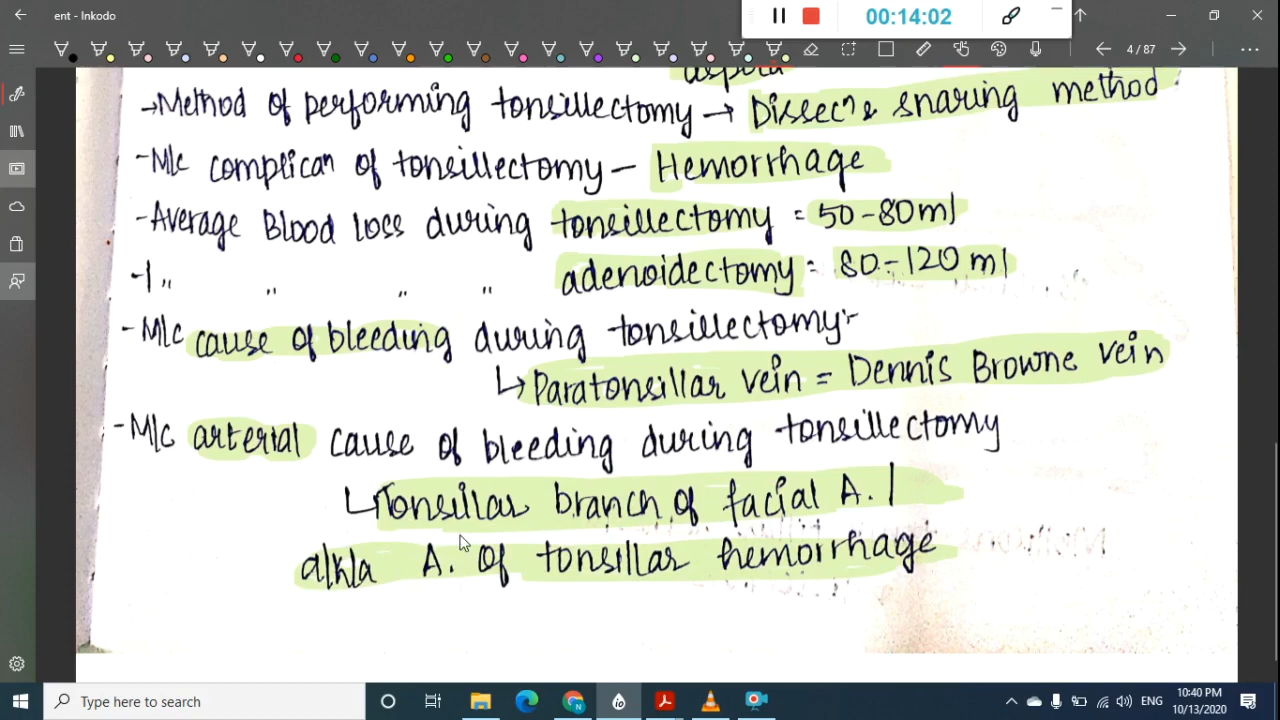 ent - Inkodo
00:14:02
4 / 87
→Method of performing tonsillectomy → Dissecⁿ & snaring method
-M/c complicaⁿ of tonsillectomy – Hemorrhage
-Average Blood loss during tonsillectomy = 50-80ml
-1 " " " " adenoidectomy = 80-120 ml
-M/c cause of bleeding during tonsillectomy:-
↳ Paratonsillar vein = Dennis Browne vein
-M/c arterial cause of bleeding during tonsillectomy
↳Tonsillar branch of facial A. |
a/k/a A. of tonsillar hemorrhage
Type here to search
ENG
10:40 PM
10/13/2020